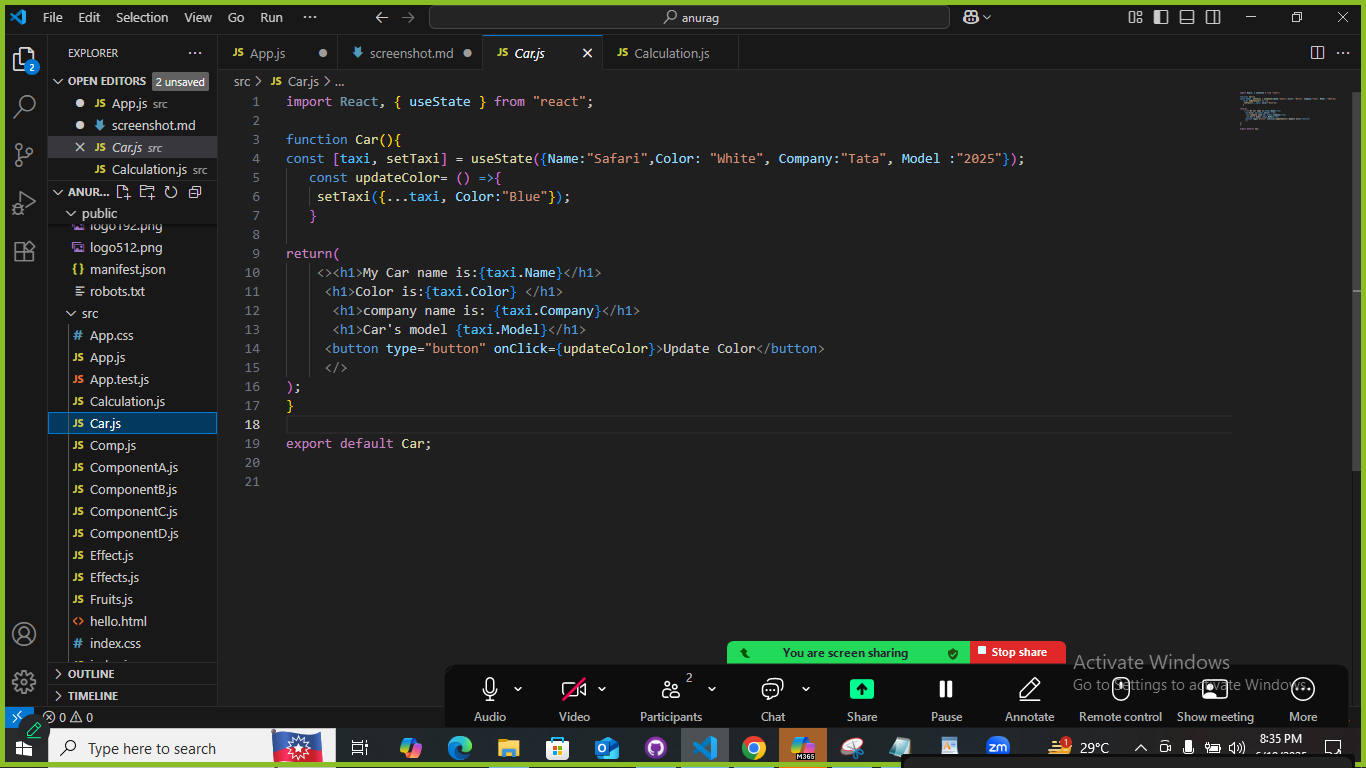 File Edit Selection View Go Run ··· anurag
EXPLORER ···
OPEN EDITORS 2 unsaved
App.js src
screenshot.md
Car.js src
Calculation.js src
ANUR...
public
logo192.png
logo512.png
manifest.json
robots.txt
src
App.css
App.js
App.test.js
Calculation.js
Car.js
Comp.js
ComponentA.js
ComponentB.js
ComponentC.js
ComponentD.js
Effect.js
Effects.js
Fruits.js
hello.html
index.css
OUTLINE
TIMELINE
JS App.js screenshot.md JS Car.js JS Calculation.js
src > JS Car.js > ...
1 import React, { useState } from "react";
2
3 function Car(){
4 const [taxi, setTaxi] = useState({Name:"Safari",Color: "White", Company:"Tata", Model :"2025"});
5 const updateColor= () =>{
6 setTaxi({...taxi, Color:"Blue"});
7 }
8
9 return(
10 <><h1>My Car name is:{taxi.Name}</h1>
11 <h1>Color is:{taxi.Color} </h1>
12 <h1>company name is: {taxi.Company}</h1>
13 <h1>Car's model {taxi.Model}</h1>
14 <button type="button" onClick={updateColor}>Update Color</button>
15 </>
16 );
17 }
18
19 export default Car;
20
21
You are screen sharing Stop share
Activate Windows
Go to Settings to activate Windows.
Audio Video Participants 2 Chat Share Pause Annotate Remote control Show meeting More
0 0
Type here to search
M365
zm
1
29°C
8:35 PM
2